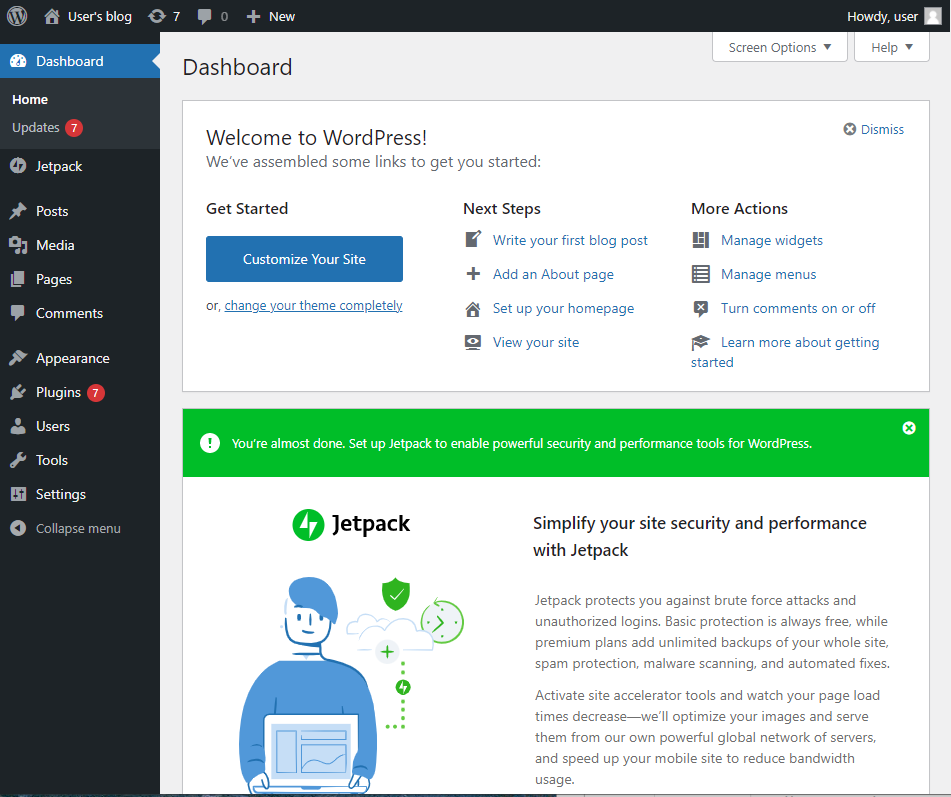 User's blog 7 0 New Howdy, user
Screen Options Help
Dashboard
Home
Updates 7
Jetpack
Posts
Media
Pages
Comments
Appearance
Plugins 7
Users
Tools
Settings
Collapse menu
Dashboard
Welcome to WordPress!
Dismiss
We've assembled some links to get you started:
Get Started
Customize Your Site
or, change your theme completely
Next Steps
Write your first blog post
Add an About page
Set up your homepage
View your site
More Actions
Manage widgets
Manage menus
Turn comments on or off
Learn more about getting
started
You're almost done. Set up Jetpack to enable powerful security and performance tools for WordPress.
Jetpack
Simplify your site security and performance
with Jetpack
Jetpack protects you against brute force attacks and
unauthorized logins. Basic protection is always free, while
premium plans add unlimited backups of your whole site,
spam protection, malware scanning, and automated fixes.
Activate site accelerator tools and watch your page load
times decrease—we'll optimize your images and serve
them from our own powerful global network of servers,
and speed up your mobile site to reduce bandwidth
usage.